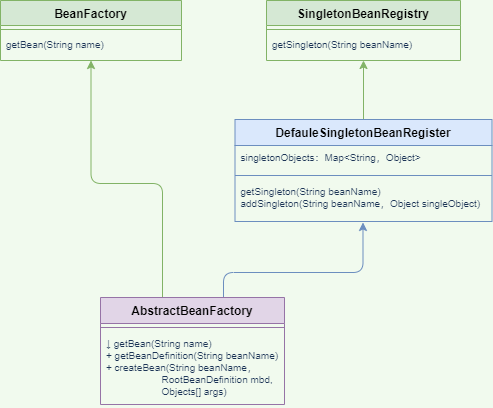 BeanFactory
getBean(String name)
SingletonBeanRegistry
getSingleton(String beanName)
DefauleSingletonBeanRegister
singletonObjects: Map<String, Object>
getSingleton(String beanName)
addSingleton(String beanName, Object singleObject)
AbstractBeanFactory
↓ getBean(String name)
+ getBeanDefinition(String beanName)
+ createBean(String beanName,
RootBeanDefinition mbd,
Objects[] args)